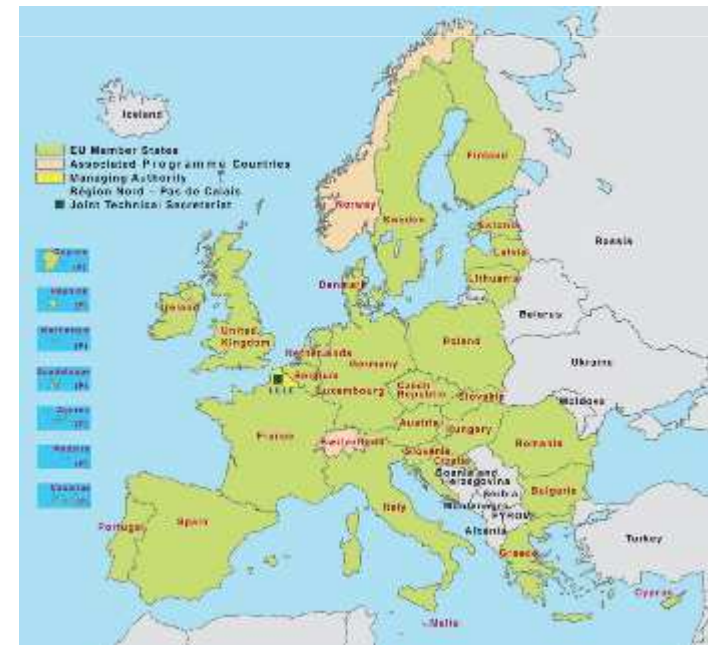 Iceland
EU Member States
Associated Programme Countries
Managing Authority
Région Nord - Pas de Calais
Joint Technical Secretariat
Finland
Norway
Sweden
Estonia
Russia
Latvia
Lithuania
Denmark
Belarus
Ireland
United
Kingdom
Poland
Netherlands
Germany
Ukraine
Belgium
Luxembourg
Czech
Republic
Slovakia
Moldova
Austria
Hungary
France
Switzerland
Romania
Slovenia
Croatia
Bosnia and
Herzegovina
Serbia
Bulgaria
Montenegro
FYROM
Italy
Portugal
Spain
Albania
Turkey
Greece
Cyprus
Malta
Guadeloupe